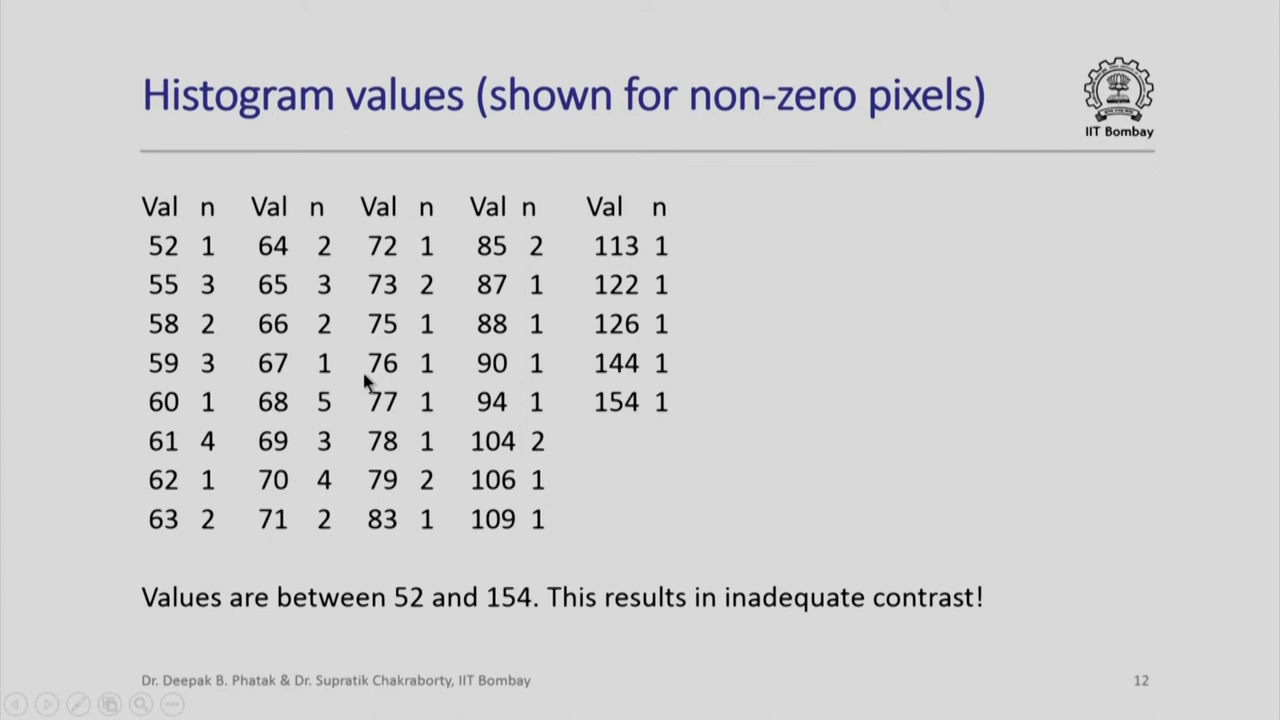 Histogram values (shown for non-zero pixels)
IIT Bombay
Val n Val n Val n Val n Val n
52 1 64 2 72 1 85 2 113 1
55 3 65 3 73 2 87 1 122 1
58 2 66 2 75 1 88 1 126 1
59 3 67 1 76 1 90 1 144 1
60 1 68 5 77 1 94 1 154 1
61 4 69 3 78 1 104 2
62 1 70 4 79 2 106 1
63 2 71 2 83 1 109 1
Values are between 52 and 154. This results in inadequate contrast!
Dr. Deepak B. Phatak & Dr. Supratik Chakraborty, IIT Bombay 12